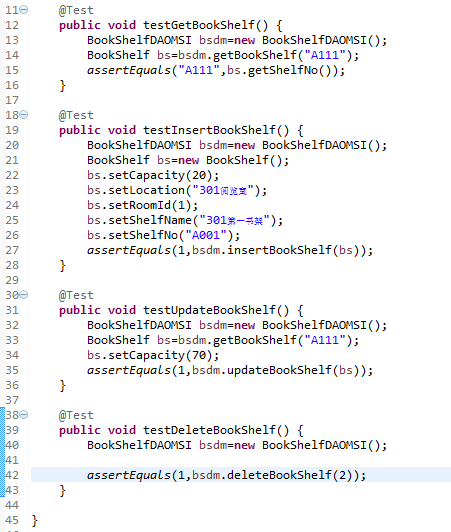 11 @Test
12 public void testGetBookShelf() {
13 BookShelfDAOMSI bsdm=new BookShelfDAOMSI();
14 BookShelf bs=bsdm.getBookShelf("A111");
15 assertEquals("A111",bs.getShelfNo());
16 }
17
18 @Test
19 public void testInsertBookShelf() {
20 BookShelfDAOMSI bsdm=new BookShelfDAOMSI();
21 BookShelf bs=new BookShelf();
22 bs.setCapacity(20);
23 bs.setLocation("301阅览室");
24 bs.setRoomId(1);
25 bs.setShelfName("301第一书架");
26 bs.setShelfNo("A001");
27 assertEquals(1,bsdm.insertBookShelf(bs));
28 }
29
30 @Test
31 public void testUpdateBookShelf() {
32 BookShelfDAOMSI bsdm=new BookShelfDAOMSI();
33 BookShelf bs=bsdm.getBookShelf("A111");
34 bs.setCapacity(70);
35 assertEquals(1,bsdm.updateBookShelf(bs));
36 }
37
38 @Test
39 public void testDeleteBookShelf() {
40 BookShelfDAOMSI bsdm=new BookShelfDAOMSI();
41
42 assertEquals(1,bsdm.deleteBookShelf(2));
43 }
44
45 }